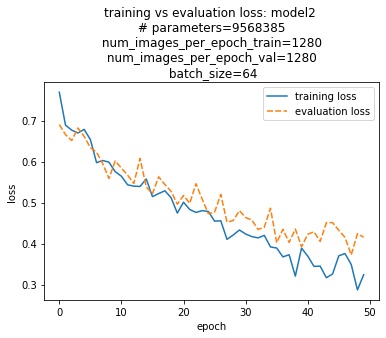 training vs evaluation loss: model2
# parameters=9568385
num_images_per_epoch_train=1280
num_images_per_epoch_val=1280
batch_size=64
training loss
evaluation loss
loss
0.7
0.6
0.5
0.4
0.3
0 10 20 30 40 50
epoch